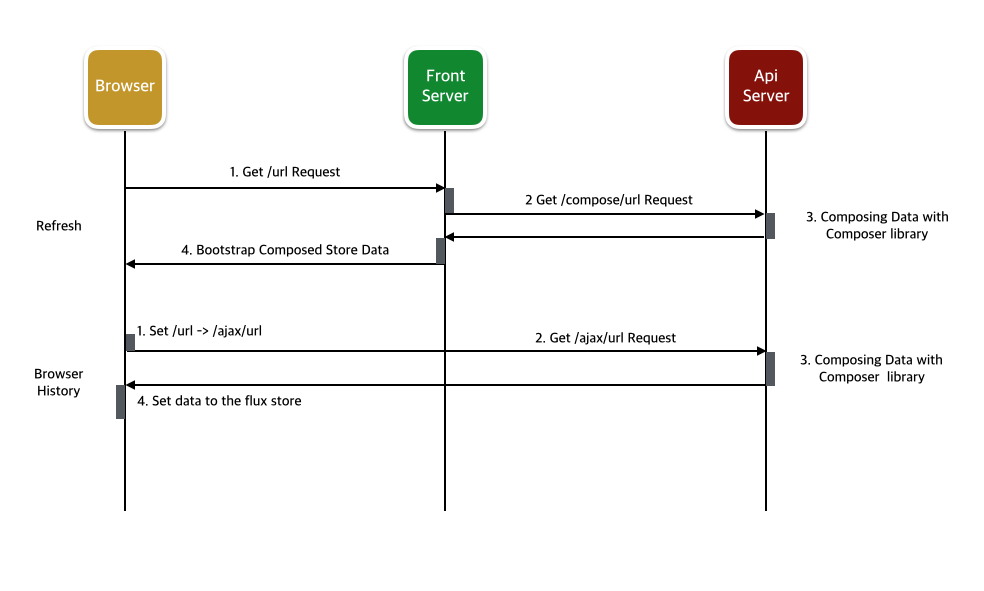 Browser
Front
Server
Api
Server
1. Get /url Request
2 Get /compose/url Request
Refresh
3. Composing Data with
Composer library
4. Bootstrap Composed Store Data
1. Set /url -> /ajax/url
2. Get /ajax/url Request
Browser
History
3. Composing Data with
Composer  library
4. Set data to the flux store